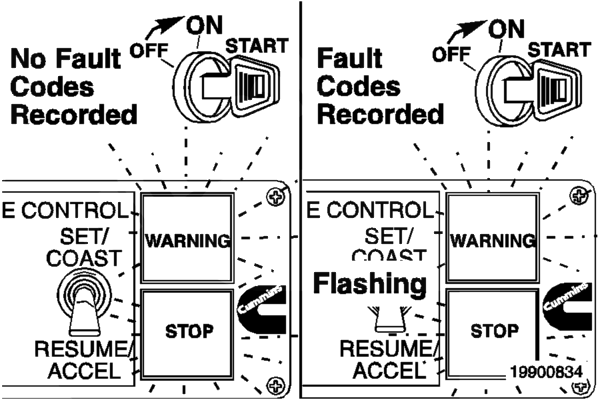 No Fault
Codes
Recorded
OFF
ON
START
E CONTROL
SET/
COAST
RESUME/
ACCEL
WARNING
STOP
Cummins
Fault
Codes
Recorded
OFF
ON
START
E CONTROL
SET/
COAST
Flashing
RESUME/
ACCEL
WARNING
STOP
Cummins
19900834